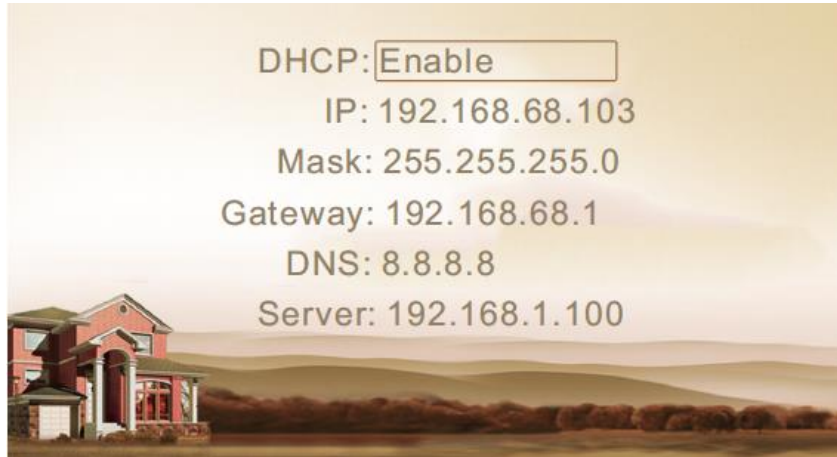 DHCP: Enable
IP: 192.168.68.103
Mask: 255.255.255.0
Gateway: 192.168.68.1
DNS: 8.8.8.8
Server: 192.168.1.100